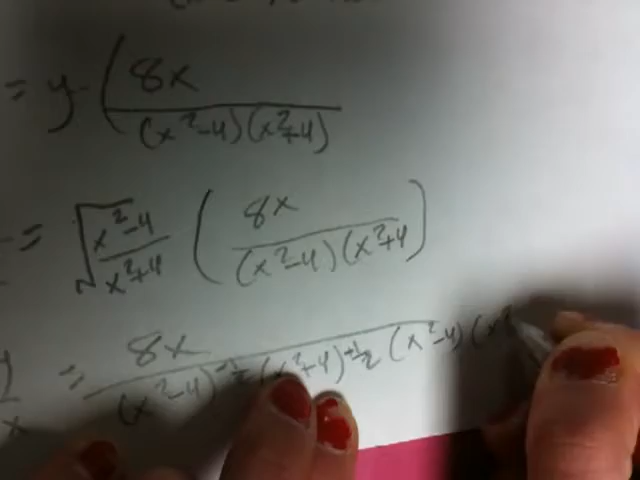 = y · ( 8x / (x²-4)(x²+4)
= √(x²-4 / x²+4) ( 8x / (x²-4)(x²+4) )
y / x = 8x / (x²-4)^-1/2 (x²+4)^+1/2 (x²-4)(x²